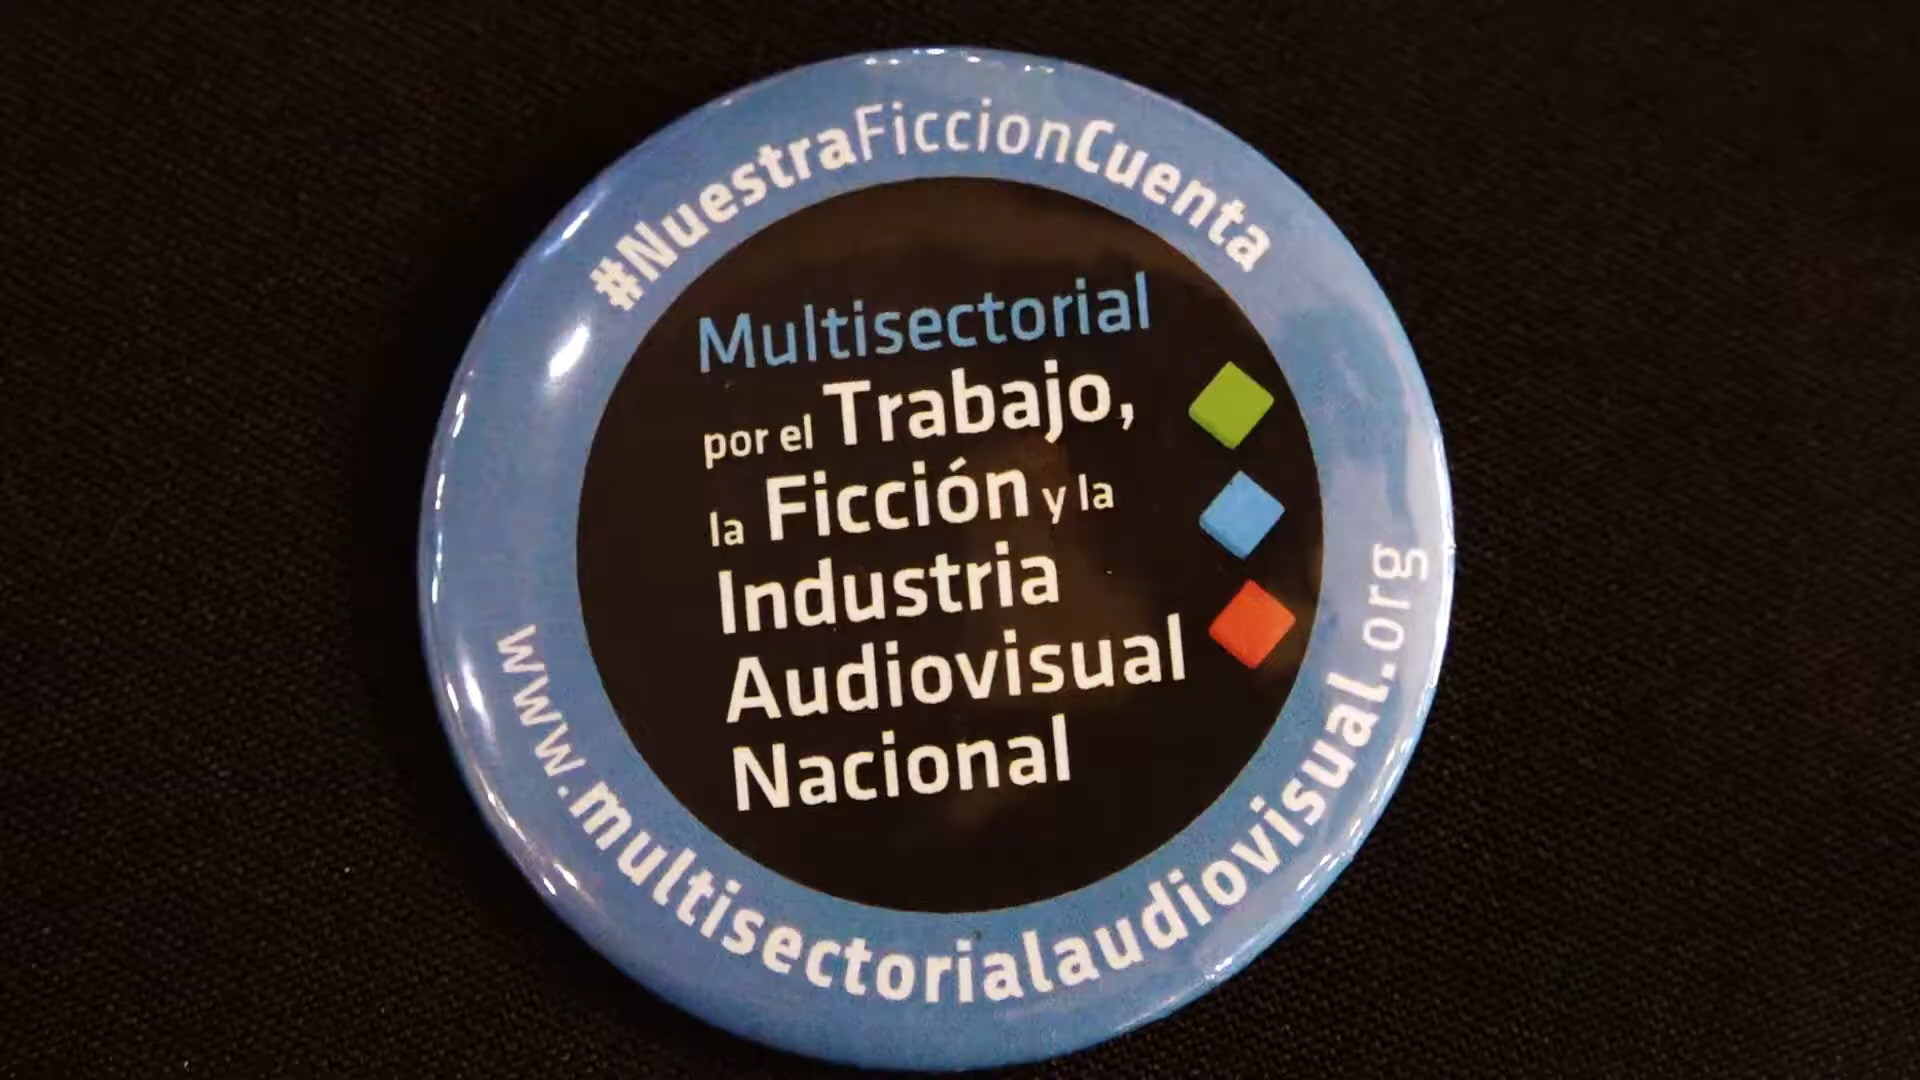 #NuestraFiccionCuenta
Multisectorial
por el Trabajo,
la Ficción y la
Industria
Audiovisual
Nacional
www.multisectorialaudiovisual.org